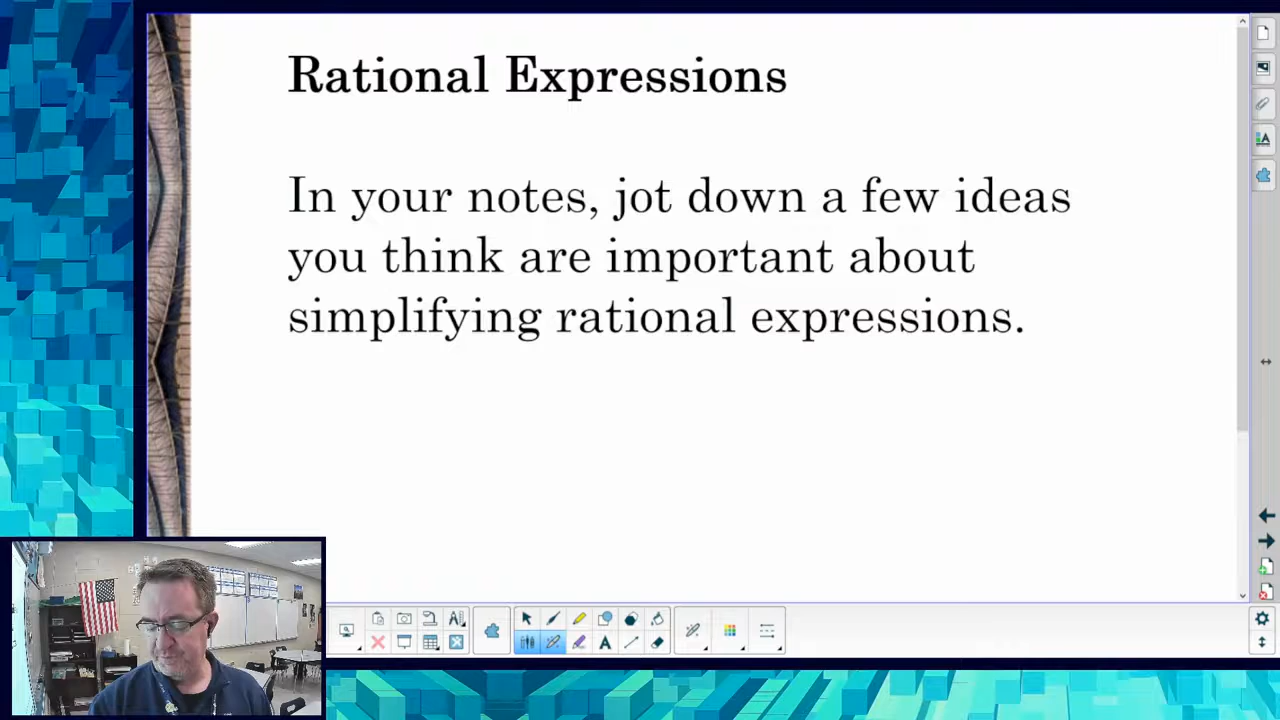 Rational Expressions
In your notes, jot down a few ideas
you think are important about
simplifying rational expressions.